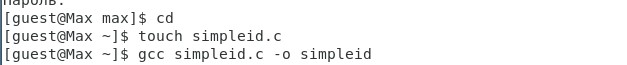 Пароль:
[guest@Max max]$ cd
[guest@Max ~]$ touch simpleid.c
[guest@Max ~]$ gcc simpleid.c -o simpleid